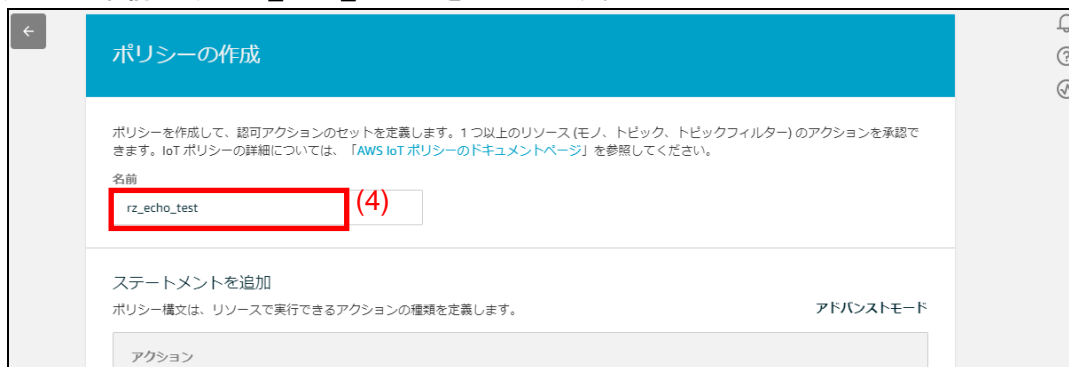 ポリシーの作成
ポリシーを作成して、認可アクションのセットを定義します。1 つ以上のリソース (モノ、トピック、トピックフィルター) のアクションを承認で
きます。IoT ポリシーの詳細については、「AWS IoT ポリシーのドキュメントページ」を参照してください。
名前
rz_echo_test
(4)
ステートメントを追加
ポリシー構文は、リソースで実行できるアクションの種類を定義します。
アドバンストモード
アクション